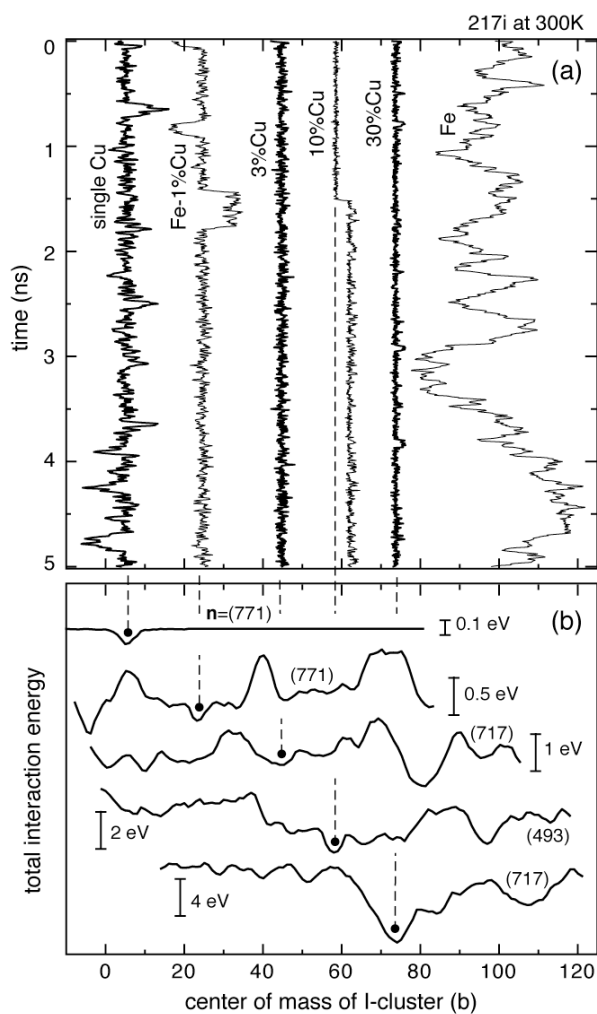 217i at 300K
(a)
0
1
2
3
4
5
time (ns)
single Cu
Fe-1%Cu
3%Cu
10%Cu
30%Cu
Fe
(b)
n=(771)
0.1 eV
(771)
0.5 eV
(717)
1 eV
2 eV
(493)
4 eV
(717)
total interaction energy
0 20 40 60 80 100 120
center of mass of I-cluster (b)